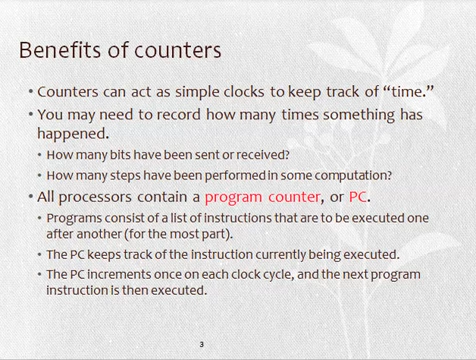 Benefits of counters
• Counters can act as simple clocks to keep track of “time.”
• You may need to record how many times something has
happened.
• How many bits have been sent or received?
• How many steps have been performed in some computation?
• All processors contain a program counter, or PC.
• Programs consist of a list of instructions that are to be executed one
after another (for the most part).
• The PC keeps track of the instruction currently being executed.
• The PC increments once on each clock cycle, and the next program
instruction is then executed.
3